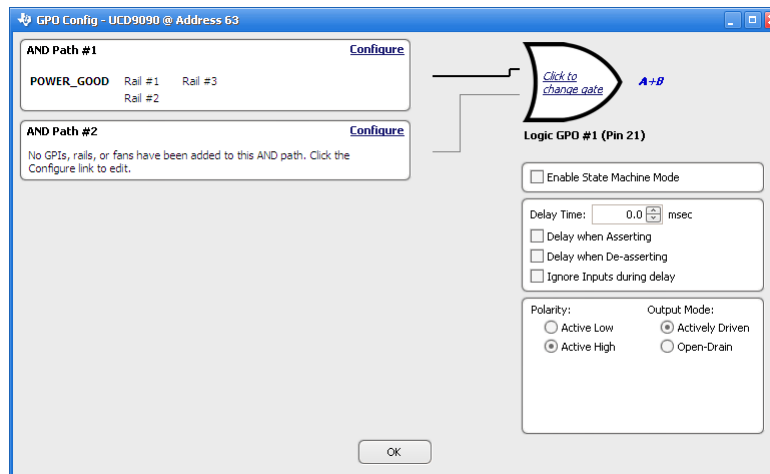 GPO Config - UCD9090 @ Address 63
AND Path #1 Configure
POWER_GOOD Rail #1 Rail #3
Rail #2
AND Path #2 Configure
No GPIs, rails, or fans have been added to this AND path. Click the
Configure link to edit.
Click to
change gate
A+B
Logic GPO #1 (Pin 21)
Enable State Machine Mode
Delay Time: 0.0 msec
Delay when Asserting
Delay when De-asserting
Ignore Inputs during delay
Polarity: Output Mode:
Active Low Actively Driven
Active High Open-Drain
OK